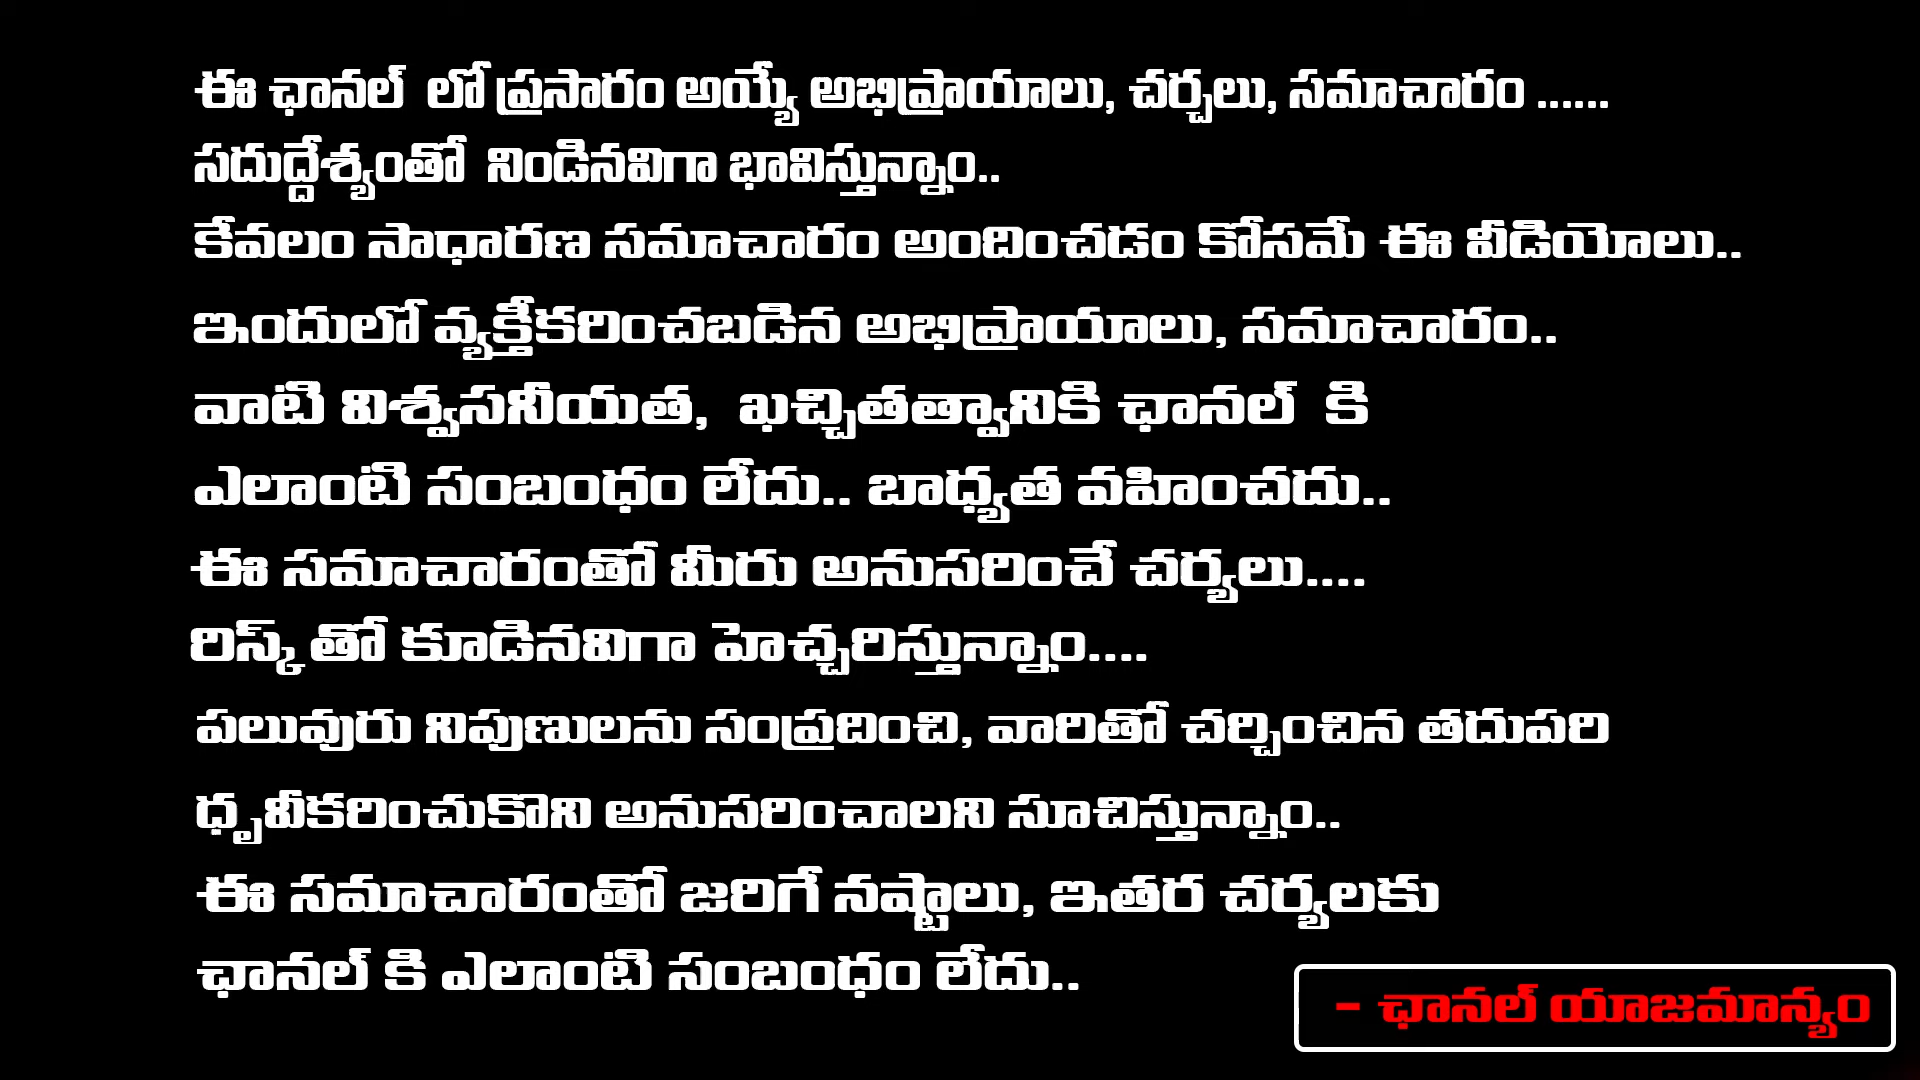 ఈ ఛానల్ లో ప్రసారం అయ్యే అభిప్రాయాలు, చర్చలు, సమాచారం ......
సదుద్దేశ్యంతో నిండినవిగా భావిస్తున్నాం..
కేవలం సాధారణ సమాచారం అందించడం కోసమే ఈ వీడియోలు..
ఇందులో వ్యక్తీకరించబడిన అభిప్రాయాలు, సమాచారం..
వాటి విశ్వసనీయత, ఖచ్చితత్వానికి ఛానల్ కి
ఎలాంటి సంబంధం లేదు.. బాధ్యత వహించదు..
ఈ సమాచారంతో మీరు అనుసరించే చర్యలు....
రిస్క్ తో కూడినవిగా హెచ్చరిస్తున్నాం....
పలువురు నిపుణులను సంప్రదించి, వారితో చర్చించిన తదుపరి
ధృవీకరించుకొని అనుసరించాలని సూచిస్తున్నాం..
ఈ సమాచారంతో జరిగే నష్టాలు, ఇతర చర్యలకు
ఛానల్ కి ఎలాంటి సంబంధం లేదు..
- ఛానల్ యాజమాన్యం